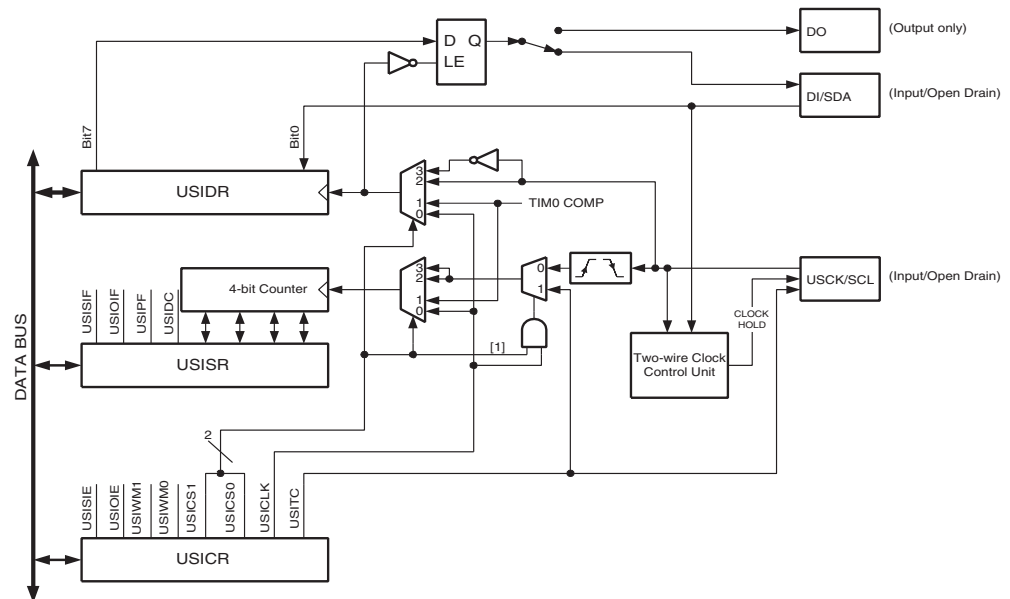 D Q
LE
DO
(Output only)
DI/SDA
(Input/Open Drain)
Bit7
Bit0
USIDR
3
2
1
0
TIM0 COMP
DATA BUS
4-bit Counter
3
2
1
0
0
1
USCK/SCL
(Input/Open Drain)
CLOCK
HOLD
USISIF
USIOIF
USIPF
USIDC
[1]
Two-wire Clock
Control Unit
USISR
2
USISIE
USIOIE
USIWM1
USIWM0
USICS1
USICS0
USICLK
USITC
USICR